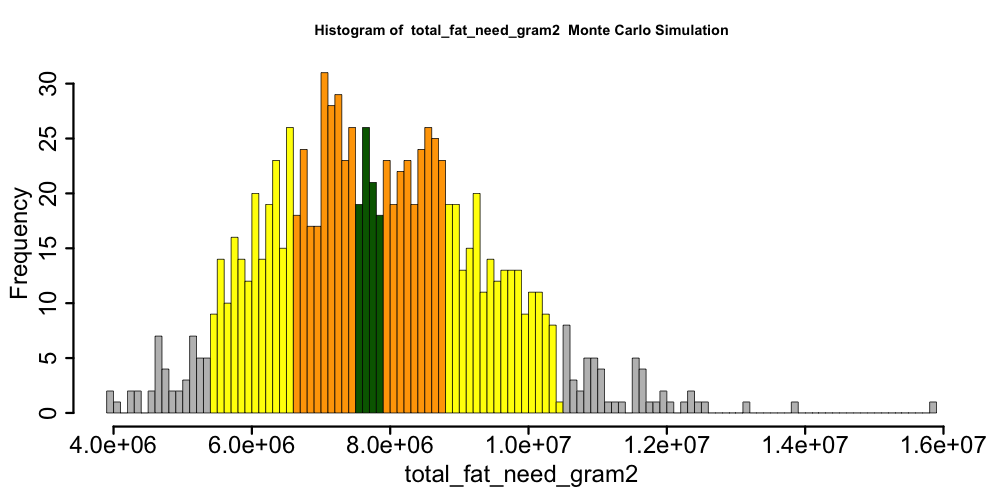 Histogram of  total_fat_need_gram2  Monte Carlo Simulation
30
25
20
15
10
5
0
Frequency
4.0e+06 6.0e+06 8.0e+06 1.0e+07 1.2e+07 1.4e+07 1.6e+07
total_fat_need_gram2